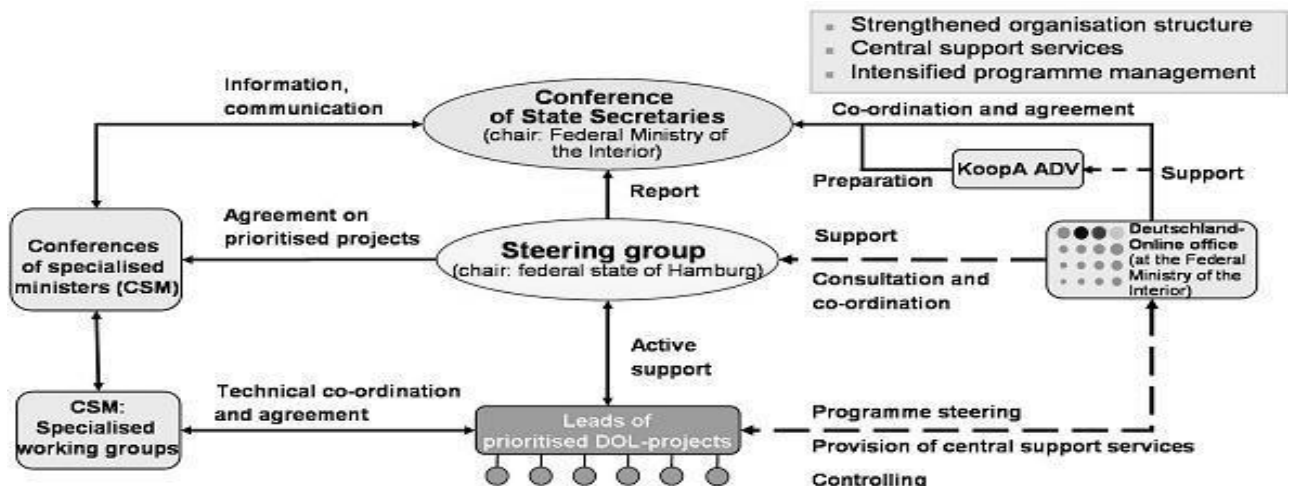 Strengthened organisation structure
Central support services
Intensified programme management
Information,
communication
Conference
of State Secretaries
(chair: Federal Ministry of
the Interior)
Co-ordination and agreement
KoopA ADV
Preparation
Support
Report
Conferences
of specialised
ministers (CSM)
Agreement on
prioritised projects
Steering group
(chair: federal state of Hamburg)
Support
Consultation and
co-ordination
Deutschland-
Online office
(at the Federal
Ministry of the
Interior)
Active
support
CSM:
Specialised
working groups
Technical co-ordination
and agreement
Leads of
prioritised DOL-projects
Programme steering
Provision of central support services
Controlling